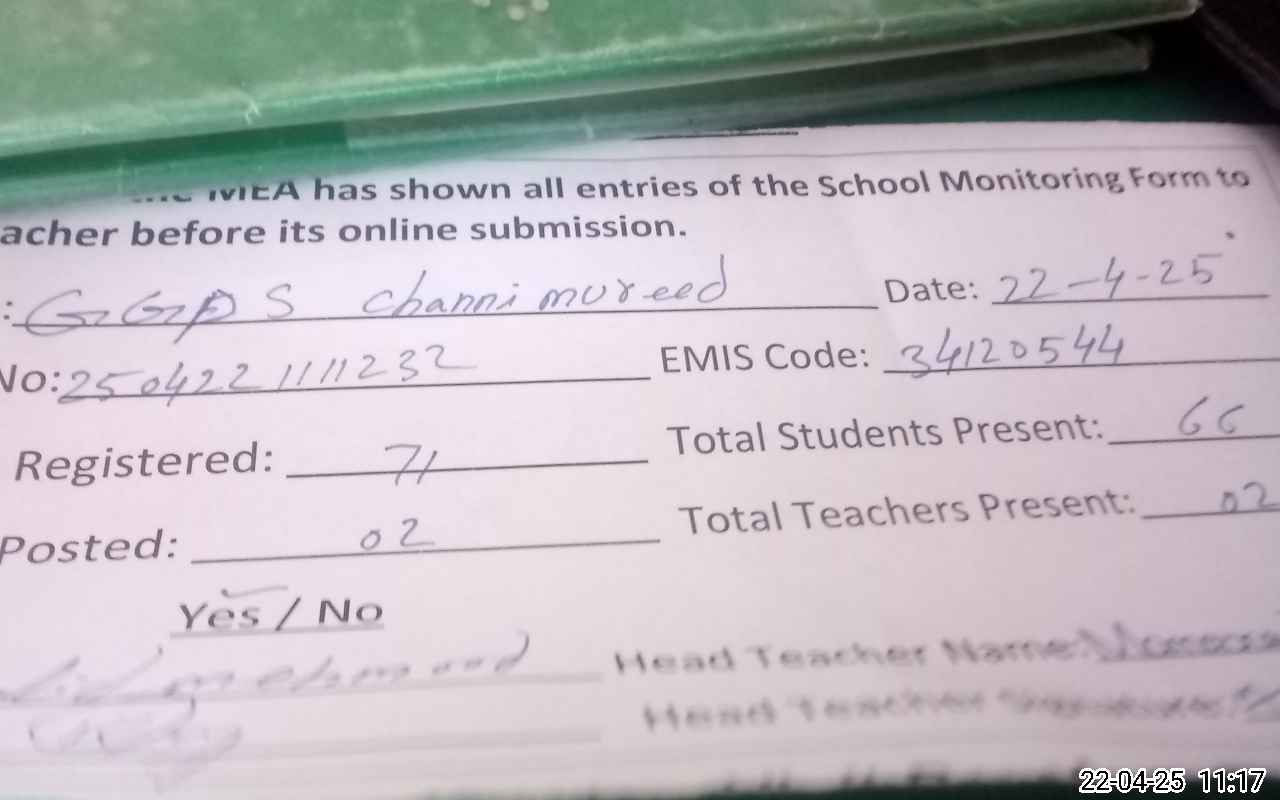 MEA has shown all entries of the School Monitoring Form to
acher before its online submission.
: GGPS Channi mureed Date: 22-4-25
No: 2504221111232 EMIS Code: 34120544
Registered: 71 Total Students Present: 66
Posted: 02 Total Teachers Present: 02
Yes / No
mehmood Head Teacher Name:
Head Teacher
22-04-25 11:17